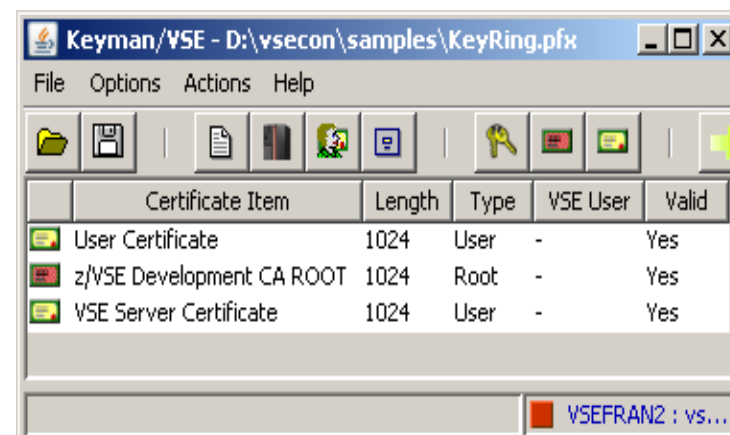 Keyman/VSE - D:\vsecon\samples\KeyRing.pfx
File Options Actions Help
Certificate Item Length Type VSE User Valid
User Certificate 1024 User - Yes
z/VSE Development CA ROOT 1024 Root - Yes
VSE Server Certificate 1024 User - Yes
VSEFRAN2 : vs...